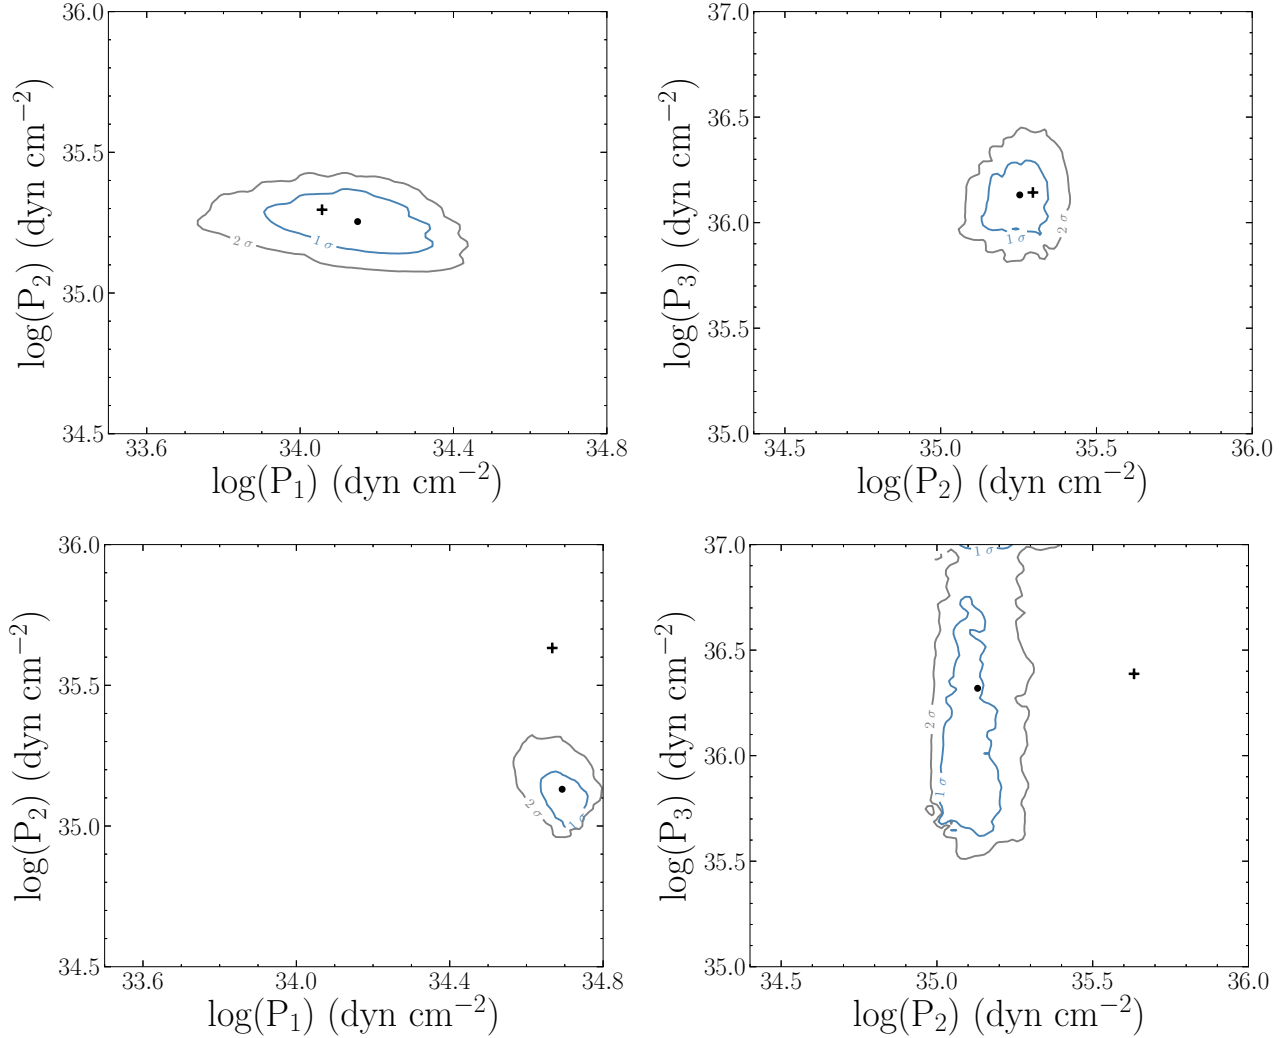 36.0
35.5
35.0
34.5
log(P₂) (dyn cm⁻²)
2 σ
1 σ
33.6 34.0 34.4 34.8
log(P₁) (dyn cm⁻²)
37.0
36.5
36.0
35.5
35.0
log(P₃) (dyn cm⁻²)
1 σ
2 σ
34.5 35.0 35.5 36.0
log(P₂) (dyn cm⁻²)
36.0
35.5
35.0
34.5
log(P₂) (dyn cm⁻²)
2 σ
1 σ
33.6 34.0 34.4 34.8
log(P₁) (dyn cm⁻²)
37.0
36.5
36.0
35.5
35.0
log(P₃) (dyn cm⁻²)
1 σ
2 σ
1 σ
34.5 35.0 35.5 36.0
log(P₂) (dyn cm⁻²)